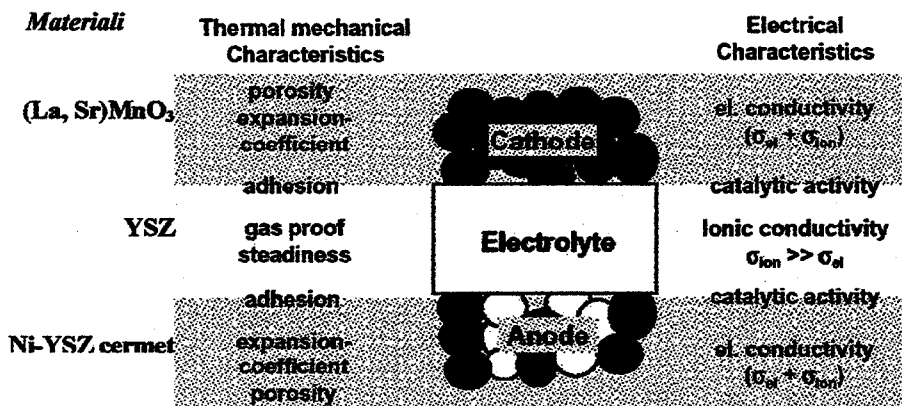 Materiali
Thermal mechanical
Characteristics
Electrical
Characteristics
(La, Sr)MnO₃
porosity
expansion-
coefficient
Cathode
el. conductivity
(σel + σion)
adhesion
catalytic activity
YSZ
gas proof
steadiness
Electrolyte
Ionic conductivity
σion >> σel
adhesion
catalytic activity
Ni-YSZ cermet
expansion-
coefficient
porosity
Anode
el. conductivity
(σel + σion)